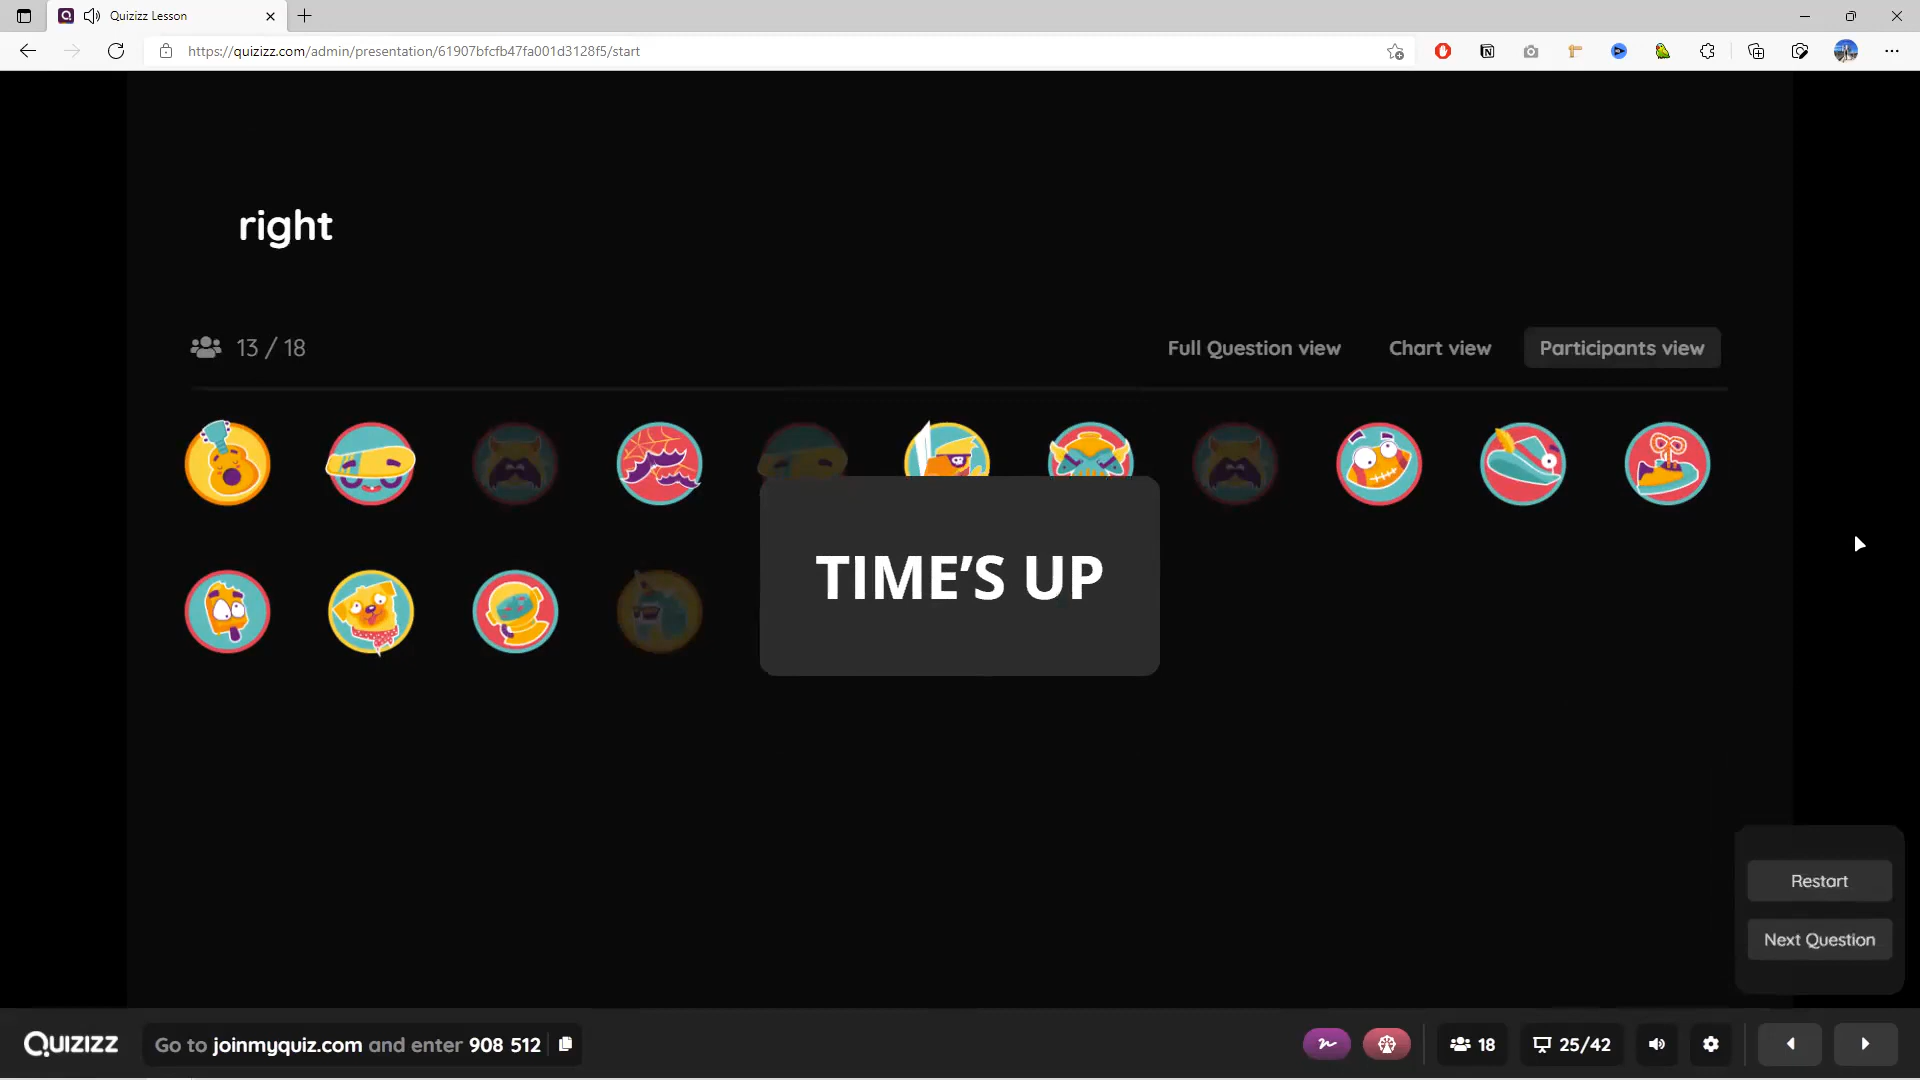 Quizizz Lesson
https://quizizz.com/admin/presentation/61907bfcfb47fa001d3128f5/start
right
13 / 18
Full Question view
Chart view
Participants view
TIME’S UP
Restart
Next Question
QUIZIZZ
Go to joinmyquiz.com and enter 908 512
18
25/42